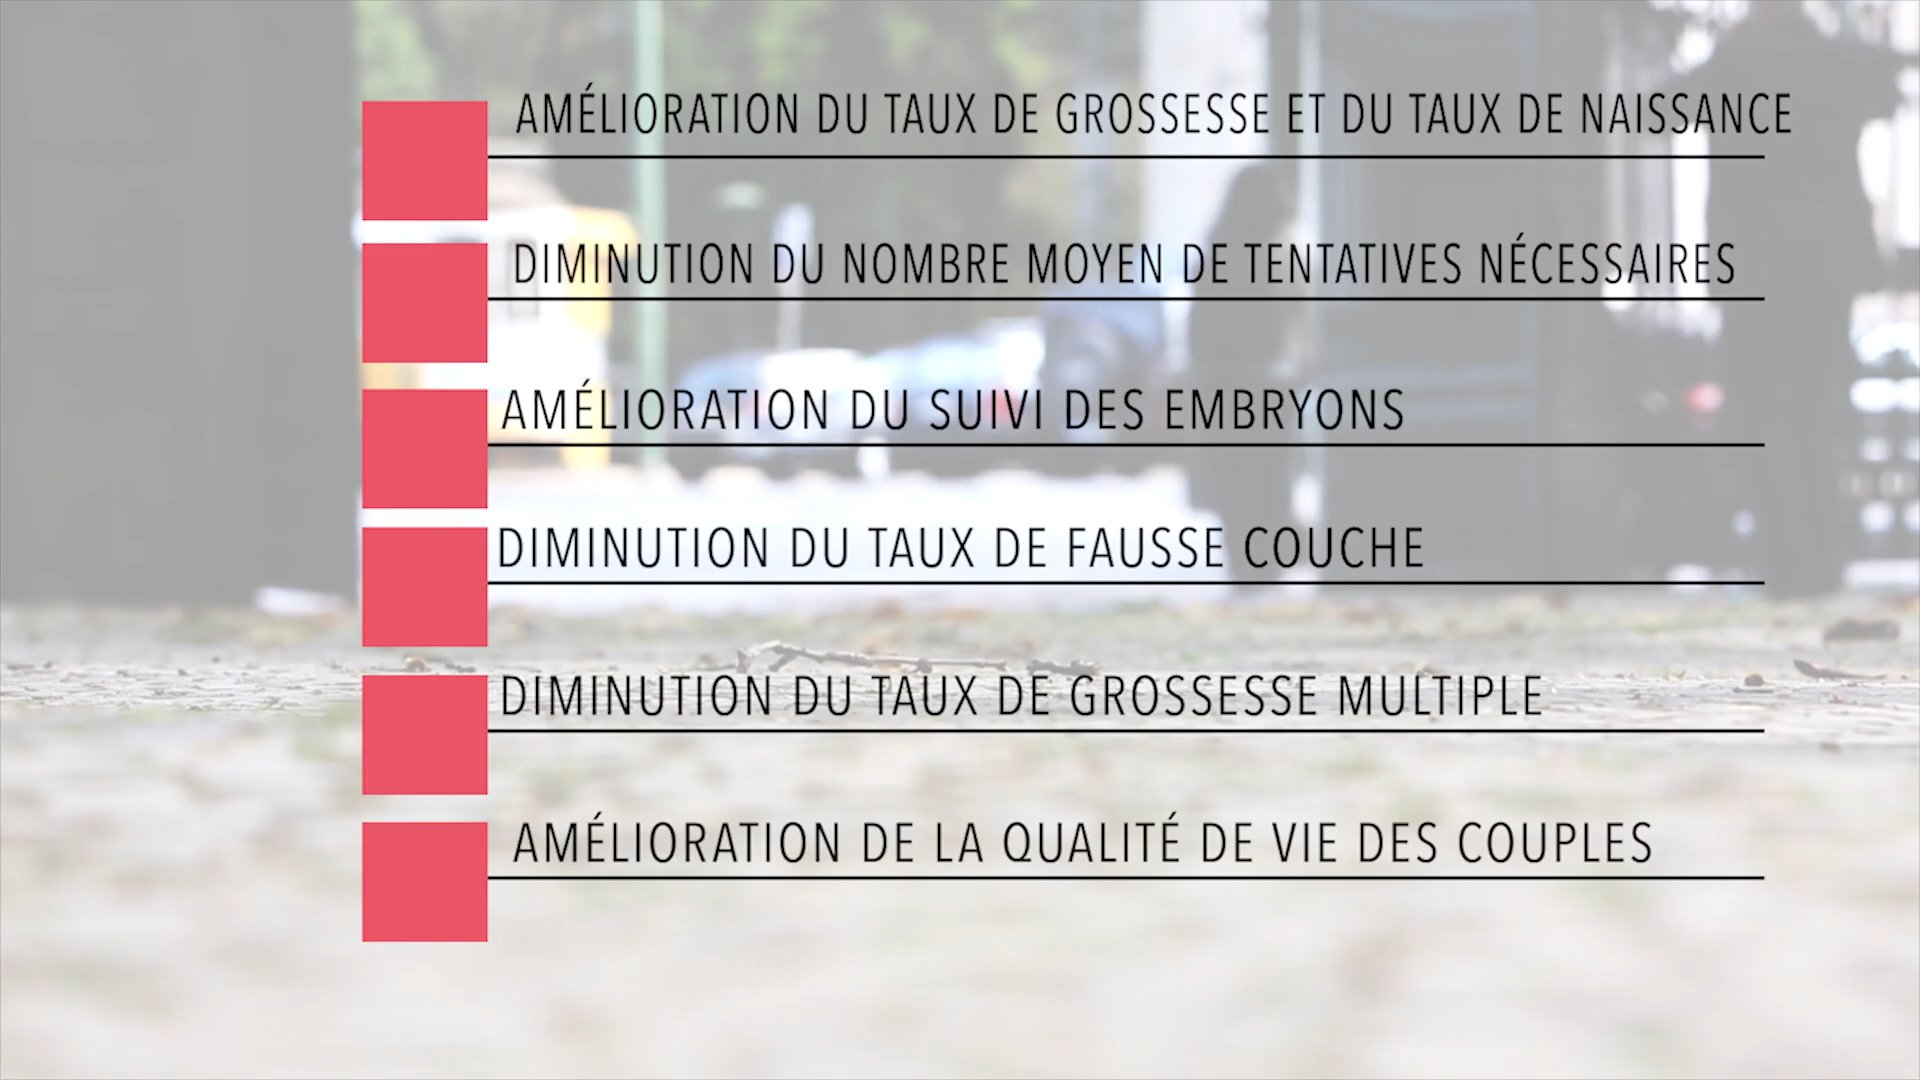 AMÉLIORATION DU TAUX DE GROSSESSE ET DU TAUX DE NAISSANCE
DIMINUTION DU NOMBRE MOYEN DE TENTATIVES NÉCESSAIRES
AMÉLIORATION DU SUIVI DES EMBRYONS
DIMINUTION DU TAUX DE FAUSSE COUCHE
DIMINUTION DU TAUX DE GROSSESSE MULTIPLE
AMÉLIORATION DE LA QUALITÉ DE VIE DES COUPLES